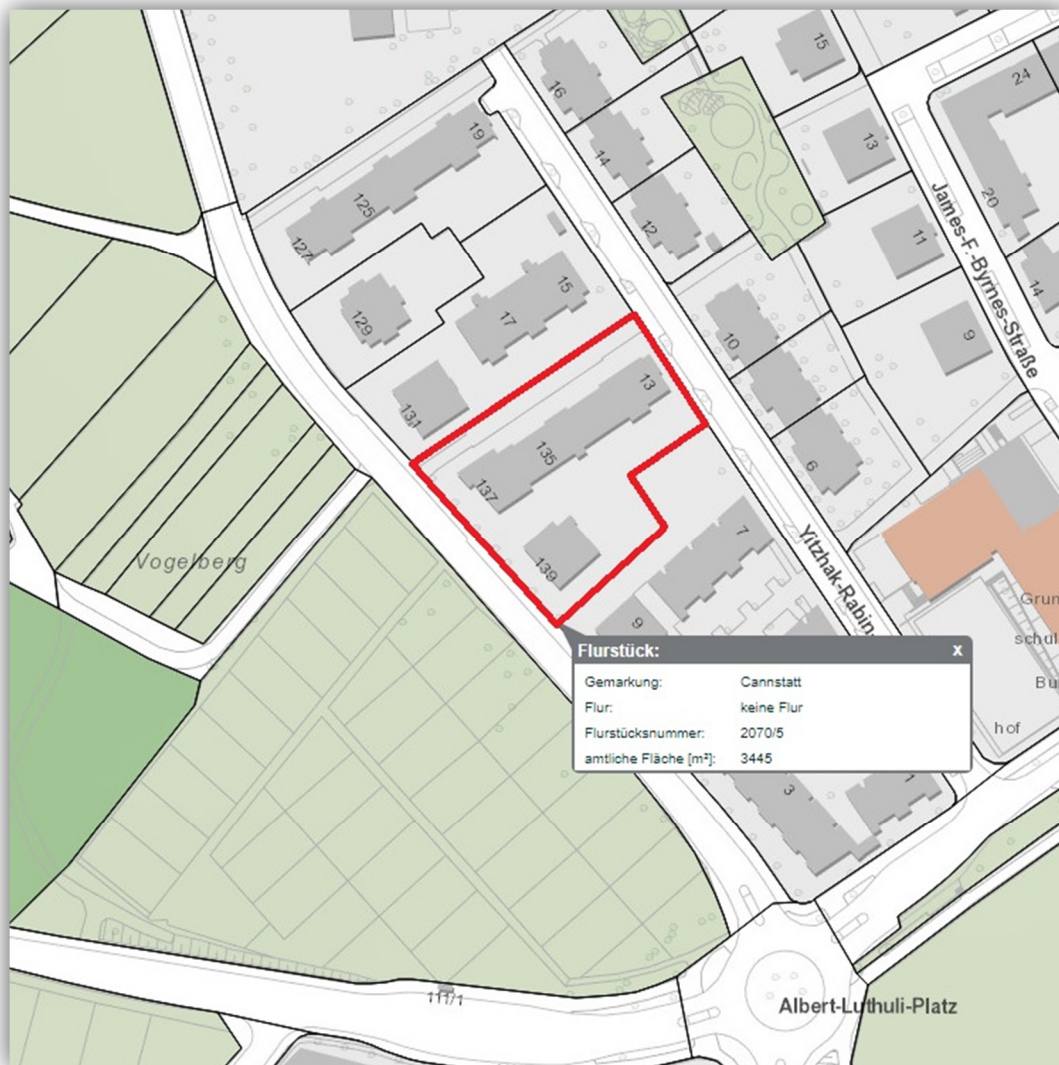 15
24
16
19
13
14
20
125
12
11
James-F.-Byrnes-Straße
127
15
14
129
17
10
9
13
131
135
6
137
7
Yitzhak-Rabin-
Vogelberg
139
9
Grun
schul
Bu
hof
Flurstück: x
Gemarkung: Cannstatt
Flur: keine Flur
Flurstücksnummer: 2070/5
amtliche Fläche [m²]: 3445
3
1
111/1
Albert-Luthuli-Platz